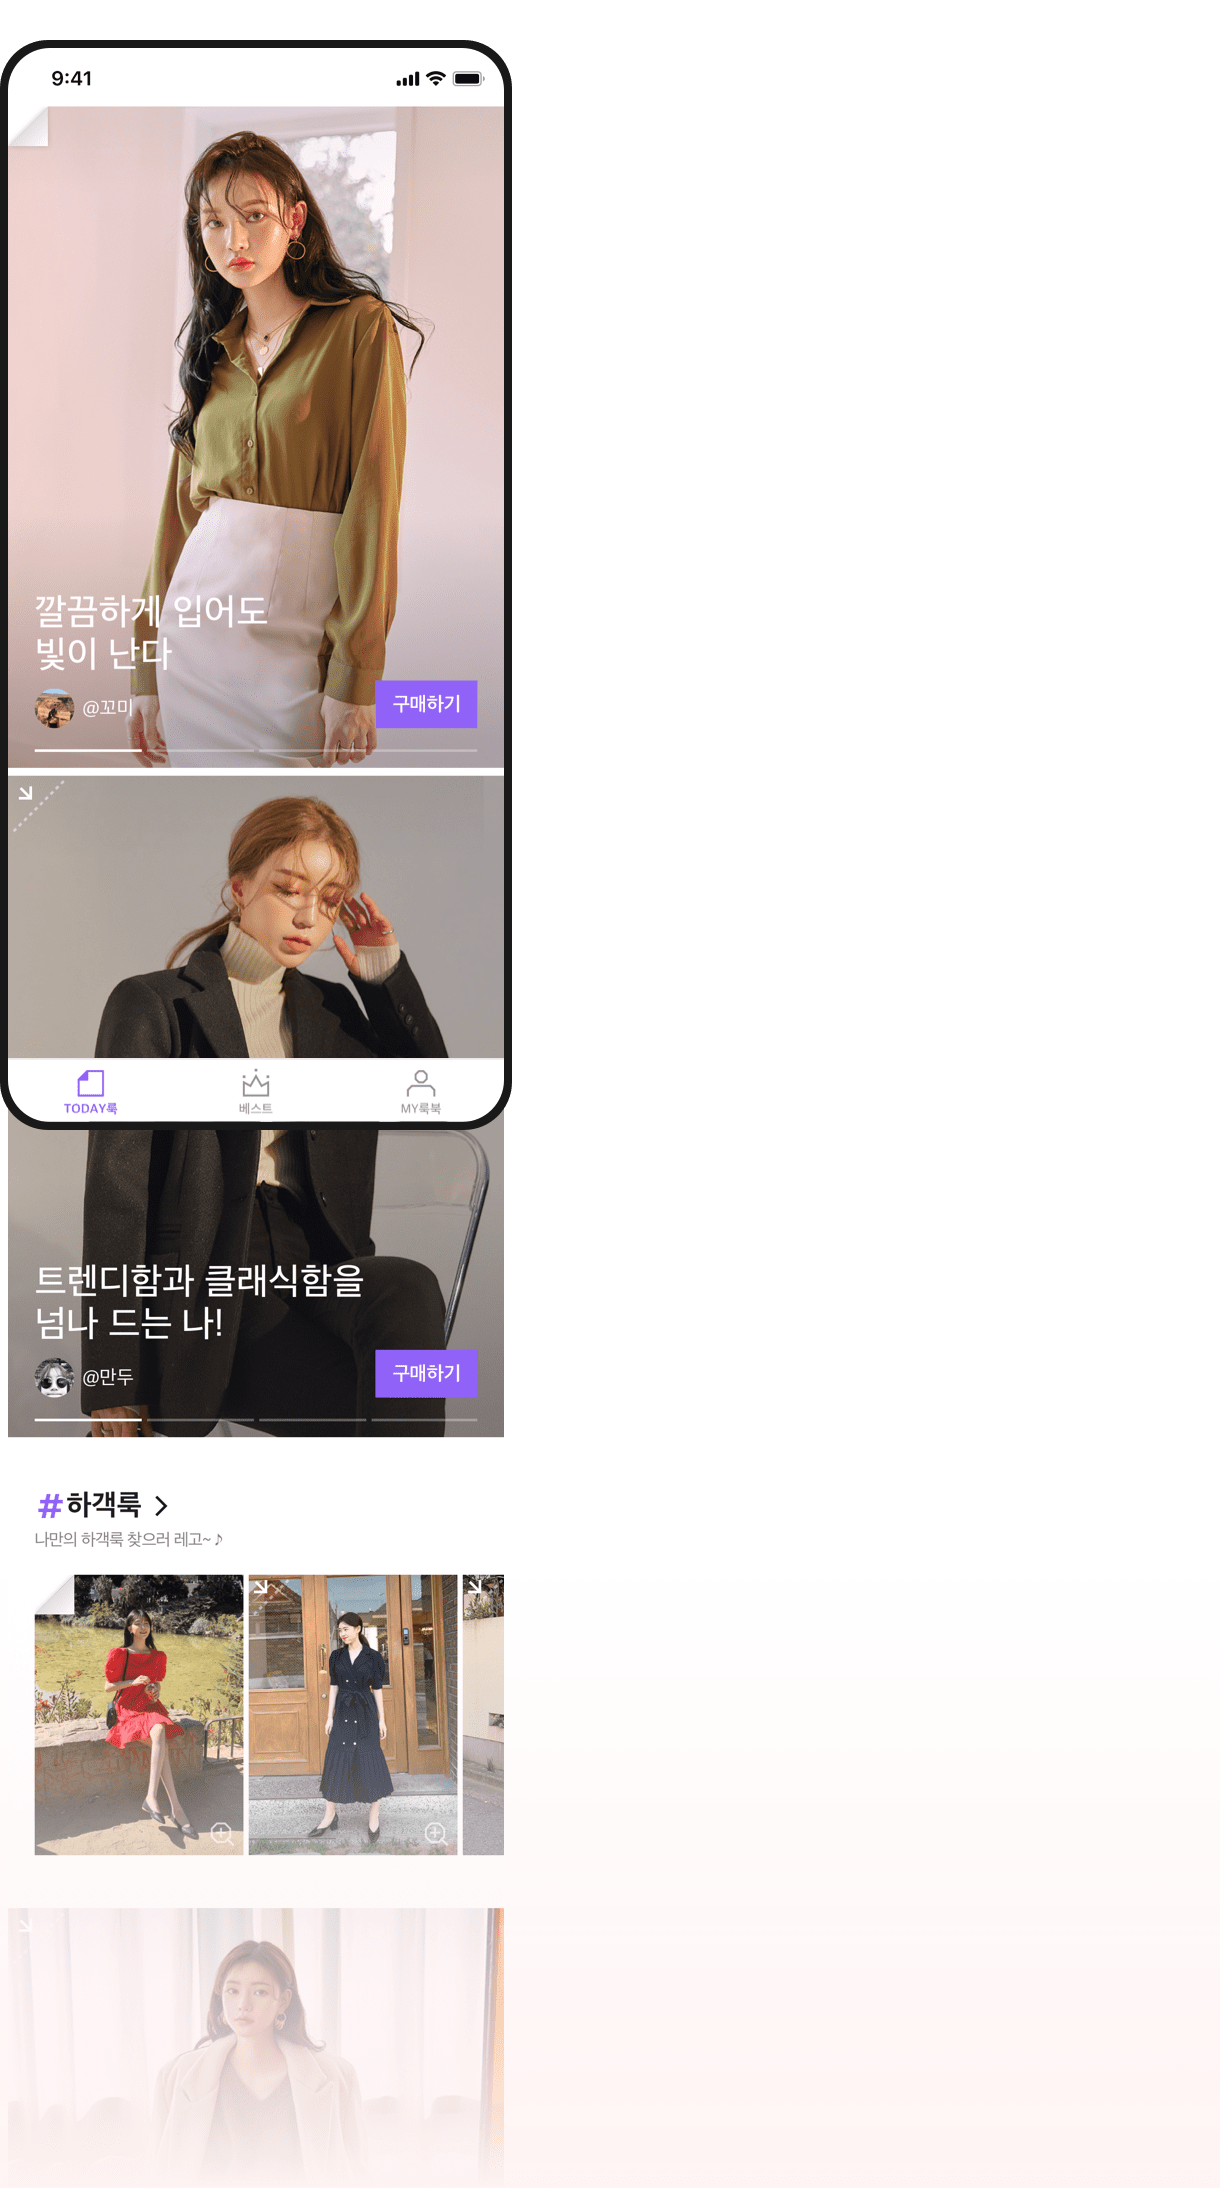 9:41
깔끔하게 입어도
빛이 난다
@꼬미
구매하기
TODAY룩
베스트
MY룩북
트렌디함과 클래식함을
넘나 드는 나!
@만두
구매하기
#하객룩
나만의 하객룩 찾으러 레고~♪